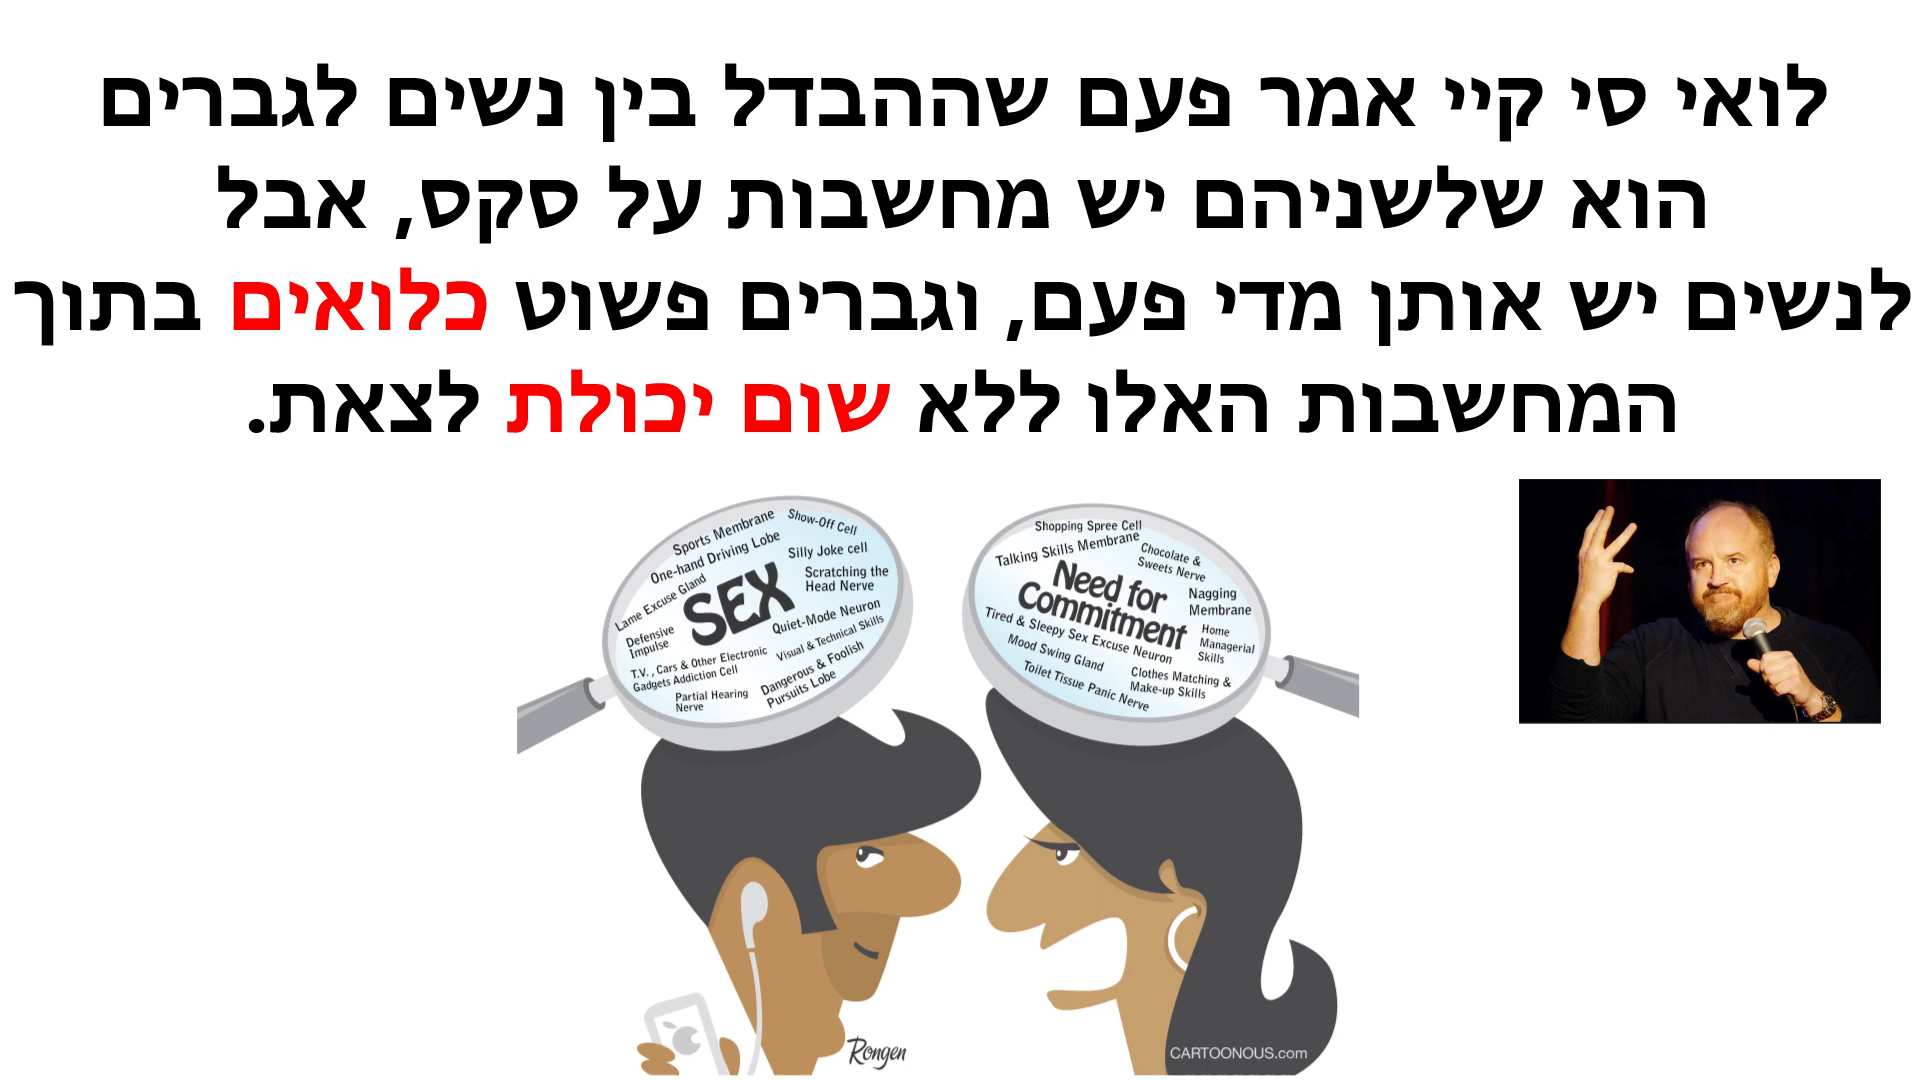 לואי סי קיי אמר פעם שההבדל בין נשים לגברים
הוא שלשניהם יש מחשבות על סקס, אבל
לנשים יש אותן מדי פעם, וגברים פשוט כלואים בתוך
המחשבות האלו ללא שום יכולת לצאת.
Sports Membrane
Show-Off Cell
One-hand Driving Lobe
Silly Joke cell
Lame Excuse Gland
SEX
Scratching the
Head Nerve
Defensive
Impulse
Quiet-Mode Neuron
T.V., Cars & Other Electronic
Gadgets Addiction Cell
Visual & Technical Skills
Partial Hearing
Nerve
Dangerous & Foolish
Pursuits Lobe
Shopping Spree Cell
Talking Skills Membrane
Chocolate &
Sweets Nerve
Need for
Commitment
Nagging
Membrane
Tired & Sleepy Sex Excuse Neuron
Home
Managerial
Skills
Mood Swing Gland
Clothes Matching &
Make-up Skills
Toilet Tissue Panic Nerve
Rongen
CARTOONOUS.com